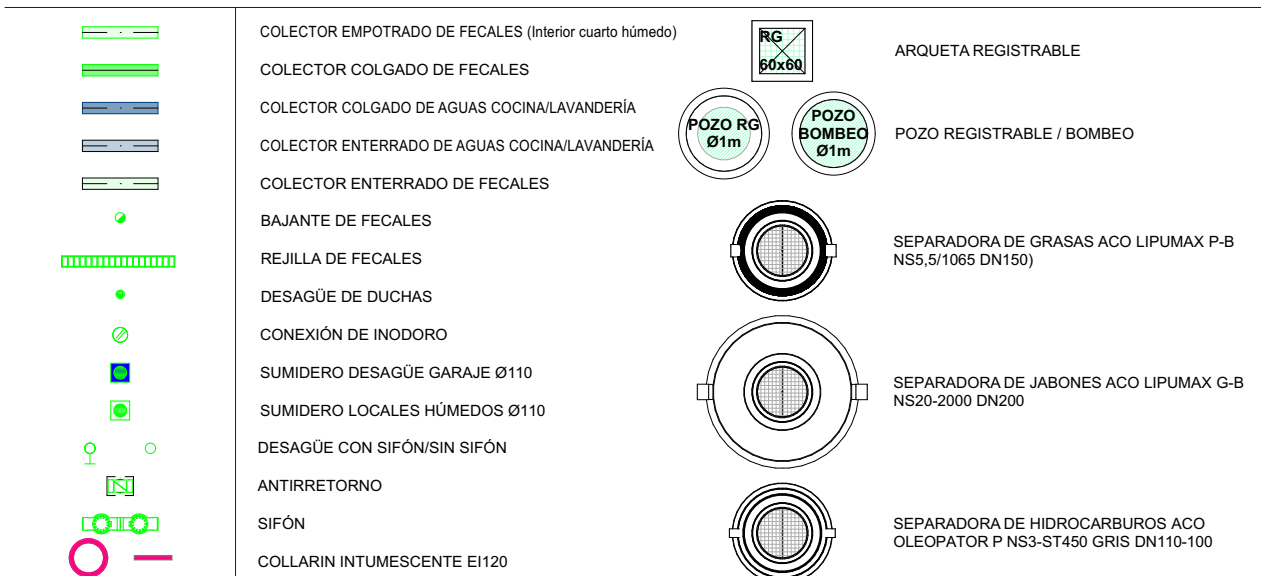 COLECTOR EMPOTRADO DE FECALES (Interior cuarto húmedo)
COLECTOR COLGADO DE FECALES
COLECTOR COLGADO DE AGUAS COCINA/LAVANDERÍA
COLECTOR ENTERRADO DE AGUAS COCINA/LAVANDERÍA
COLECTOR ENTERRADO DE FECALES
BAJANTE DE FECALES
REJILLA DE FECALES
DESAGÜE DE DUCHAS
CONEXIÓN DE INODORO
SUMIDERO DESAGÜE GARAJE Ø110
SUMIDERO LOCALES HÚMEDOS Ø110
DESAGÜE CON SIFÓN/SIN SIFÓN
ANTIRRETORNO
SIFÓN
COLLARIN INTUMESCENTE EI120
RG
60x60
ARQUETA REGISTRABLE
POZO RG
Ø1m
POZO
BOMBEO
Ø1m
POZO REGISTRABLE / BOMBEO
SEPARADORA DE GRASAS ACO LIPUMAX P-B
NS5,5/1065 DN150)
SEPARADORA DE JABONES ACO LIPUMAX G-B
NS20-2000 DN200
SEPARADORA DE HIDROCARBUROS ACO
OLEOPATOR P NS3-ST450 GRIS DN110-100